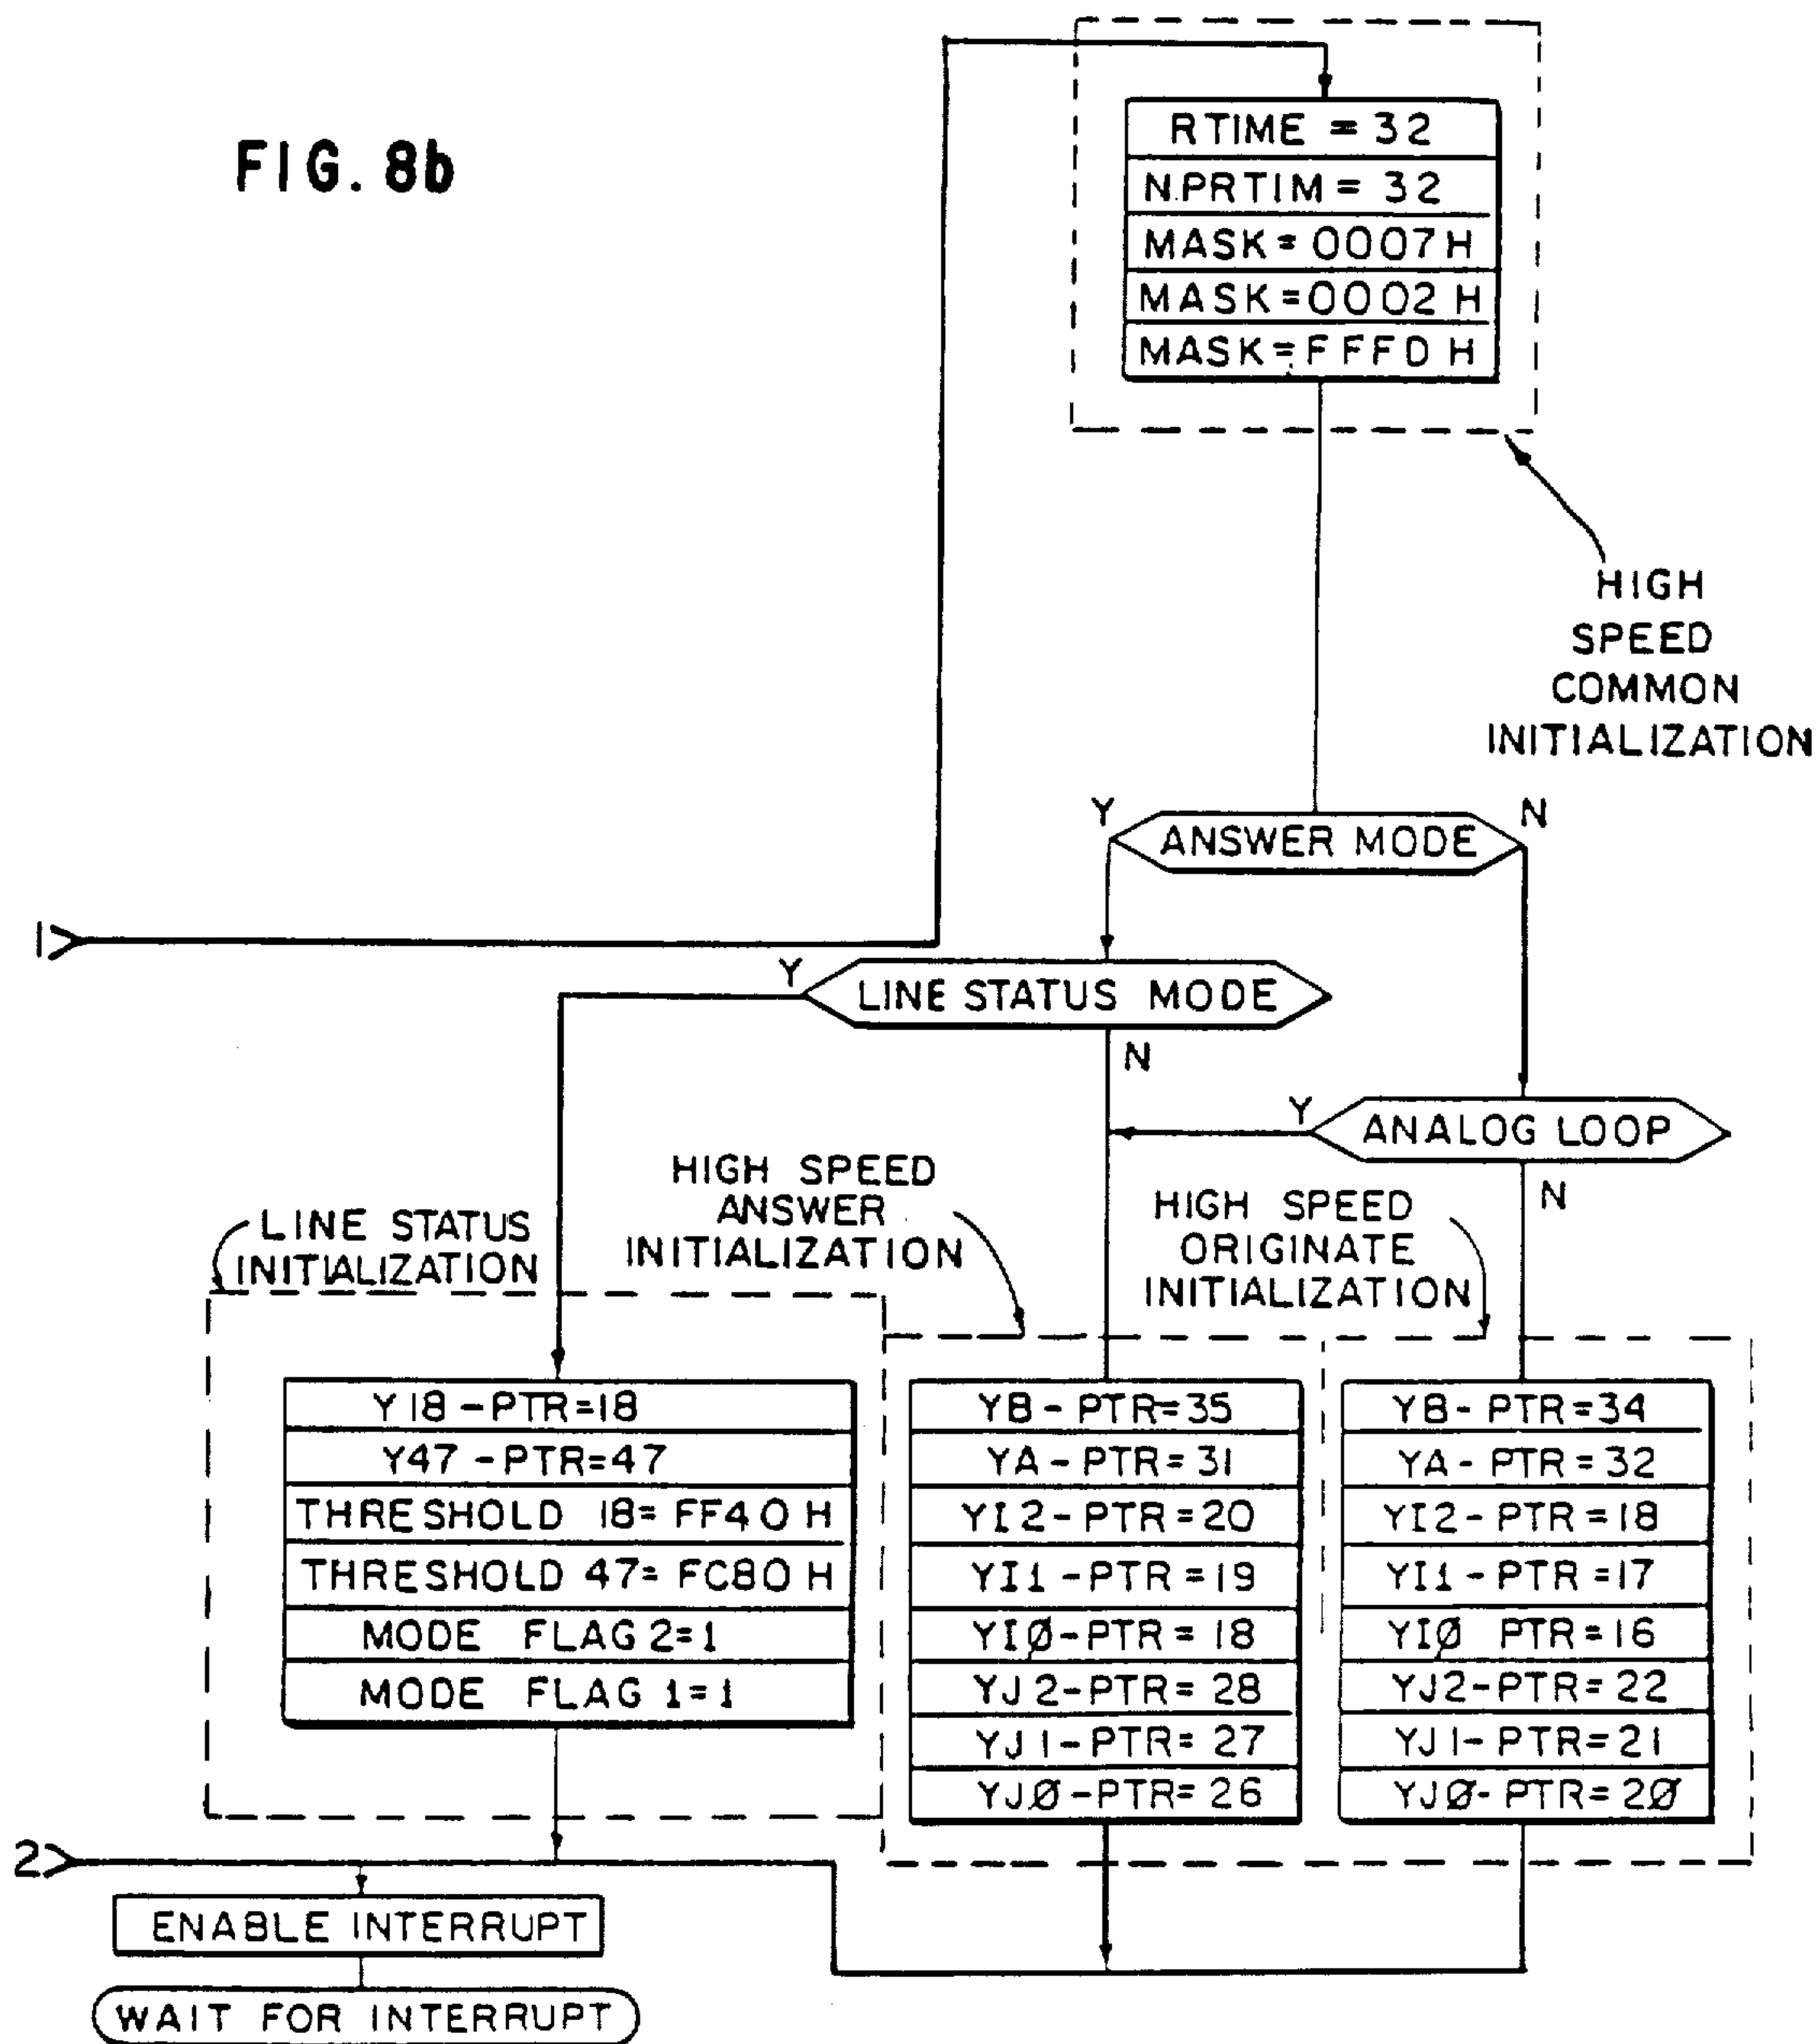 FIG. 8b
RTIME = 32
N.PRTIM = 32
MASK=0007H
MASK=0002 H
MASK=FFFD H
HIGH
SPEED
COMMON
INITIALIZATION
Y
ANSWER MODE
N
1
Y
LINE STATUS MODE
N
Y
ANALOG LOOP
N
LINE STATUS
INITIALIZATION
HIGH SPEED
ANSWER
INITIALIZATION
HIGH SPEED
ORIGINATE
INITIALIZATION
Y18-PTR=18
Y47-PTR=47
THRESHOLD 18=FF40 H
THRESHOLD 47=FC80 H
MODE FLAG 2=1
MODE FLAG 1=1
YB-PTR=35
YA-PTR=31
YI2-PTR=20
YI1-PTR=19
YIØ-PTR=18
YJ2-PTR=28
YJ1-PTR=27
YJØ-PTR=26
YB-PTR=34
YA-PTR=32
YI2-PTR=18
YI1-PTR=17
YIØ PTR=16
YJ2-PTR=22
YJ1-PTR=21
YJØ-PTR=2Ø
2
ENABLE INTERRUPT
WAIT FOR INTERRUPT